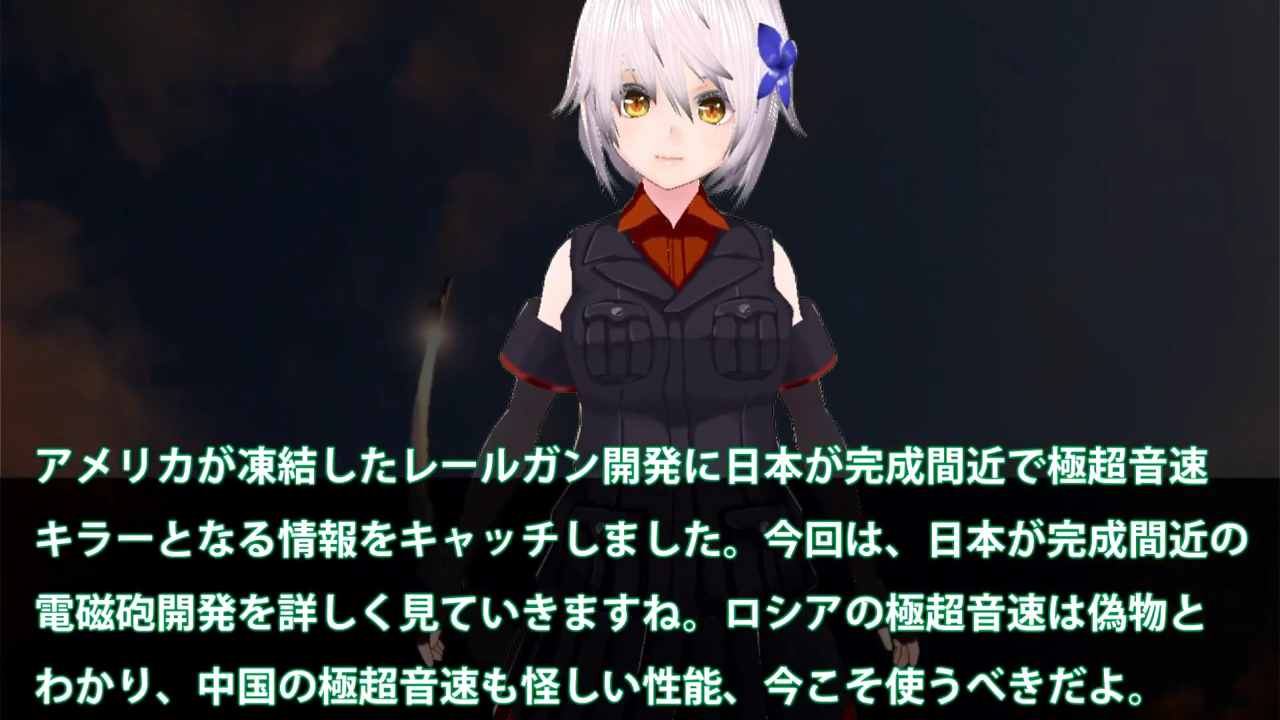 アメリカが凍結したレールガン開発に日本が完成間近で極超音速
キラーとなる情報をキャッチしました。今回は、日本が完成間近の
電磁砲開発を詳しく見ていきますね。ロシアの極超音速は偽物と
わかり、中国の極超音速も怪しい性能、今こそ使うべきだよ。